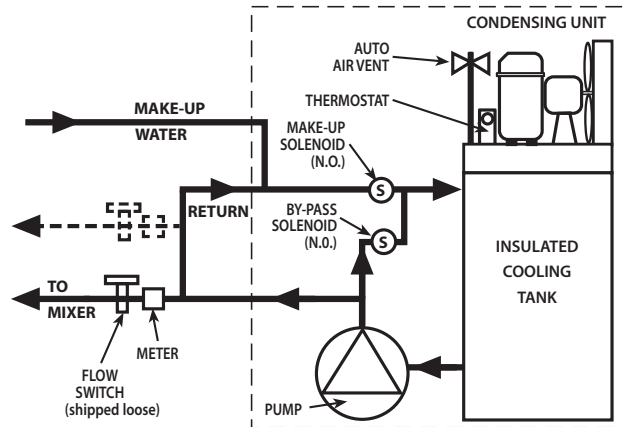 CONDENSING UNIT
AUTO
AIR VENT
THERMOSTAT
MAKE-UP
WATER
MAKE-UP
SOLENOID
(N.O.)
S
RETURN
BY-PASS
SOLENOID
(N.0.)
S
INSULATED
COOLING
TANK
TO
MIXER
METER
FLOW
SWITCH
(shipped loose)
PUMP